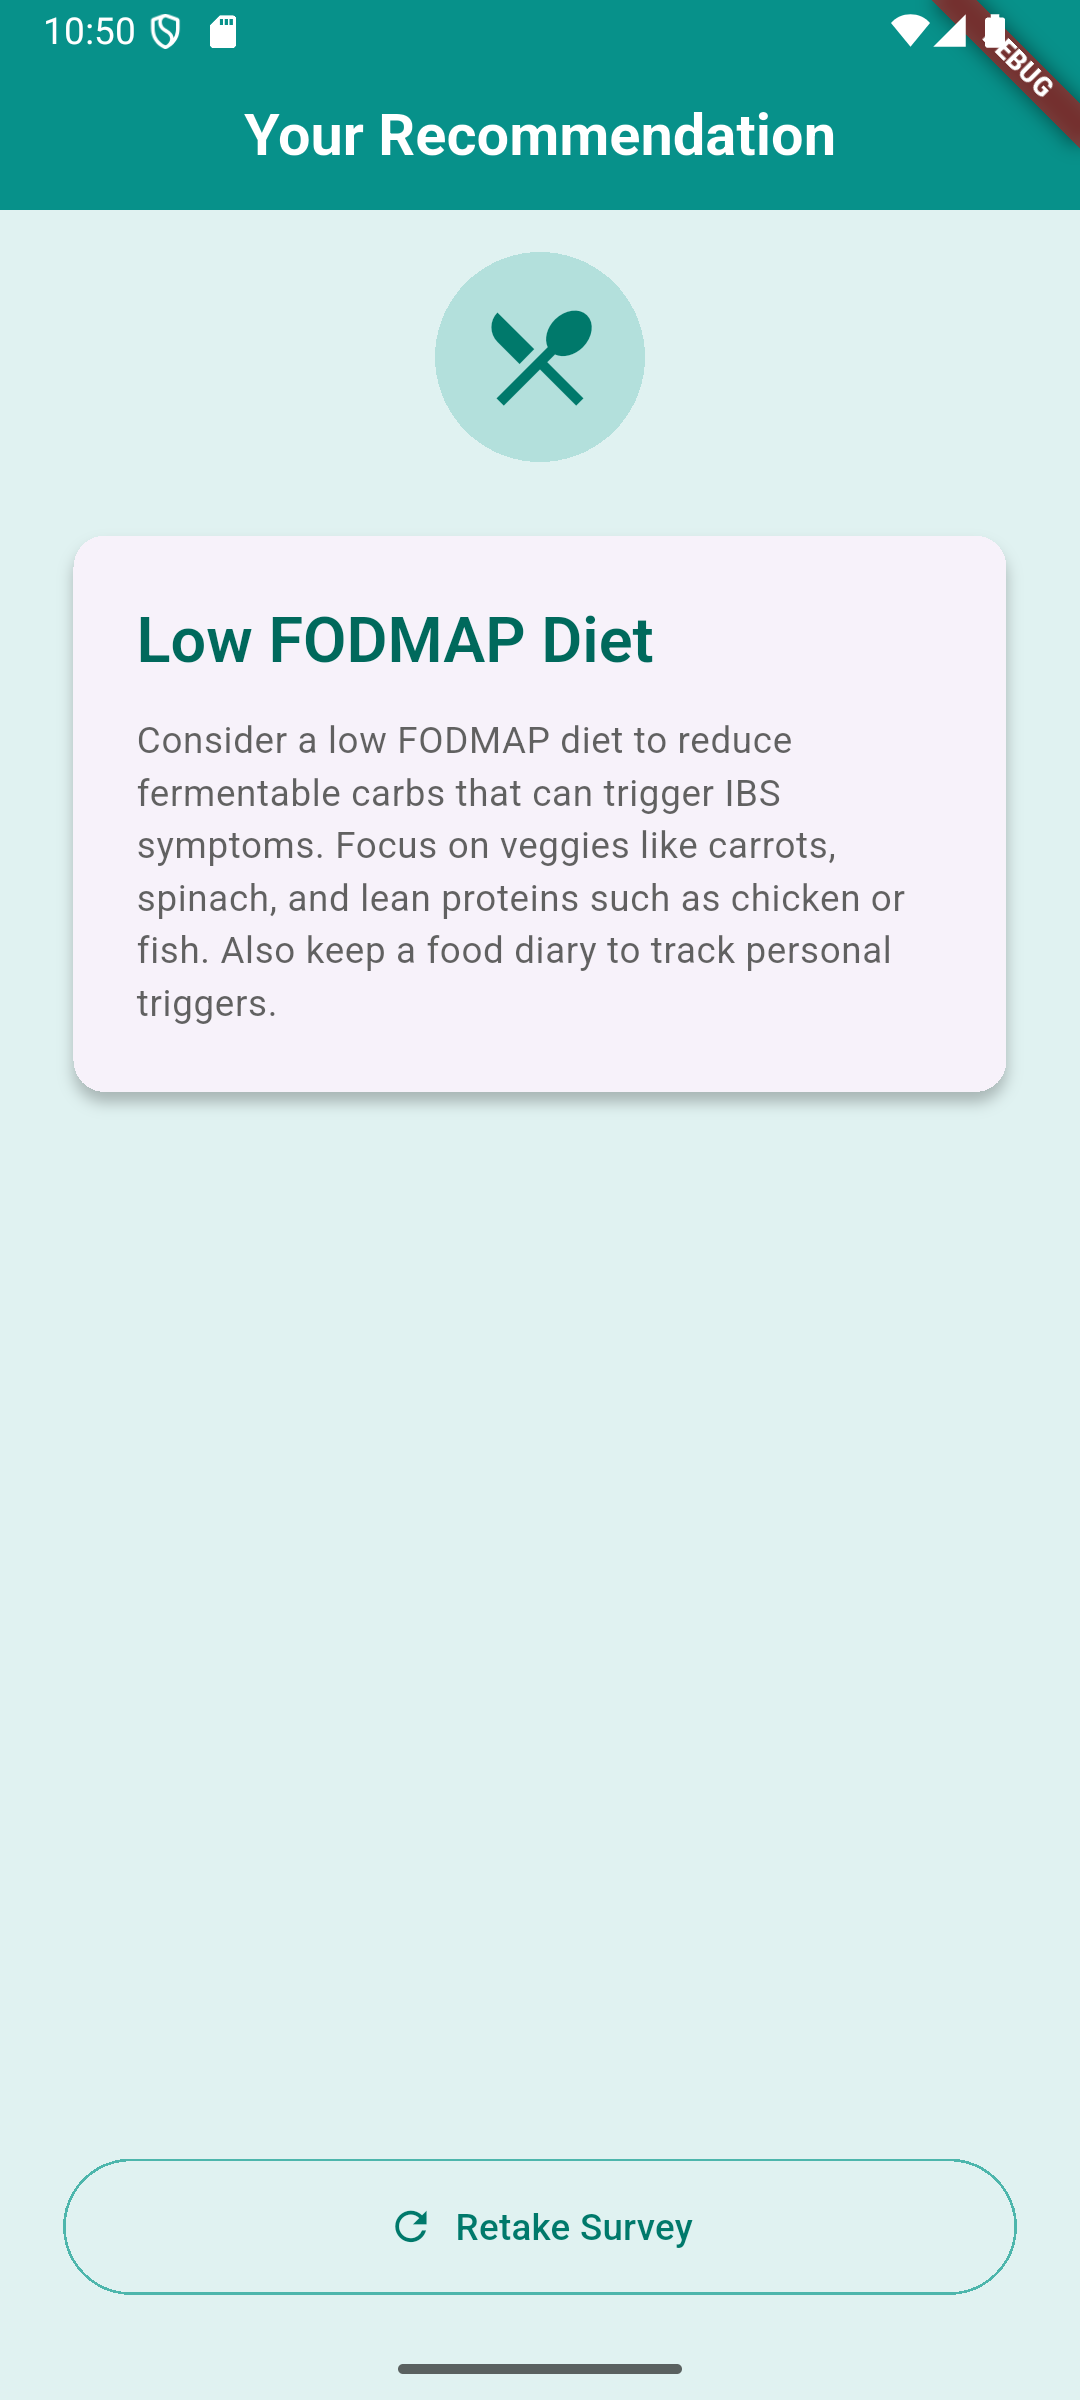 10:50
EBUG
Your Recommendation
Low FODMAP Diet
Consider a low FODMAP diet to reduce
fermentable carbs that can trigger IBS
symptoms. Focus on veggies like carrots,
spinach, and lean proteins such as chicken or
fish. Also keep a food diary to track personal
triggers.
Retake Survey